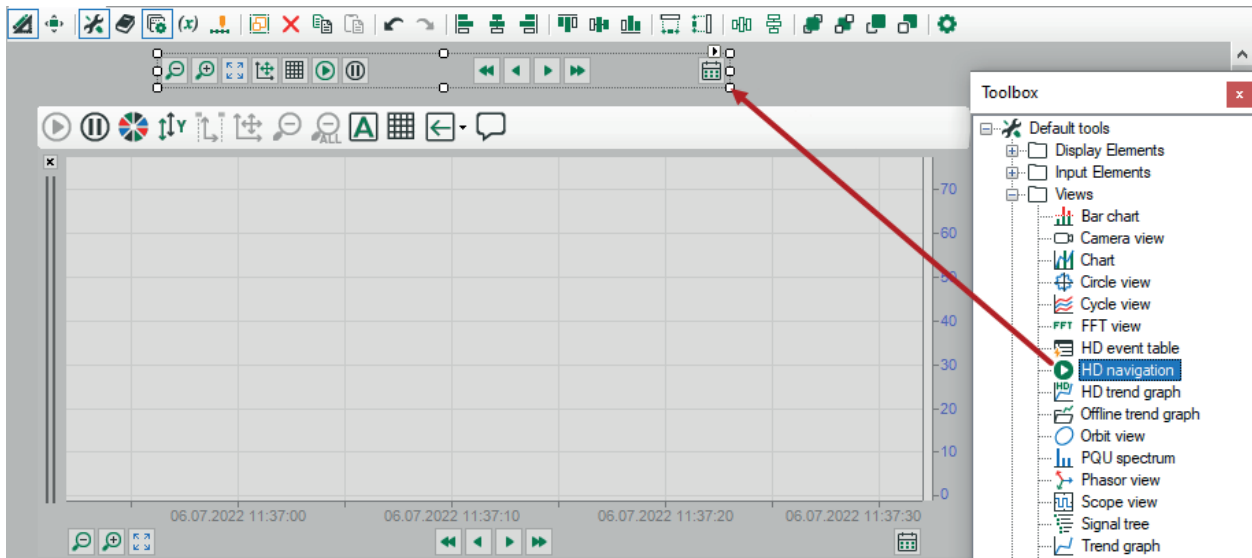 (x)
Toolbox
x
Default tools
Display Elements
Input Elements
Views
Bar chart
Camera view
Chart
Circle view
Cycle view
FFT FFT view
HD event table
HD navigation
HD HD trend graph
Offline trend graph
Orbit view
PQU spectrum
Phasor view
Scope view
Signal tree
Trend graph
Y
ALL
A
x
70
60
50
40
30
20
10
0
06.07.2022 11:37:00
06.07.2022 11:37:10
06.07.2022 11:37:20
06.07.2022 11:37:30